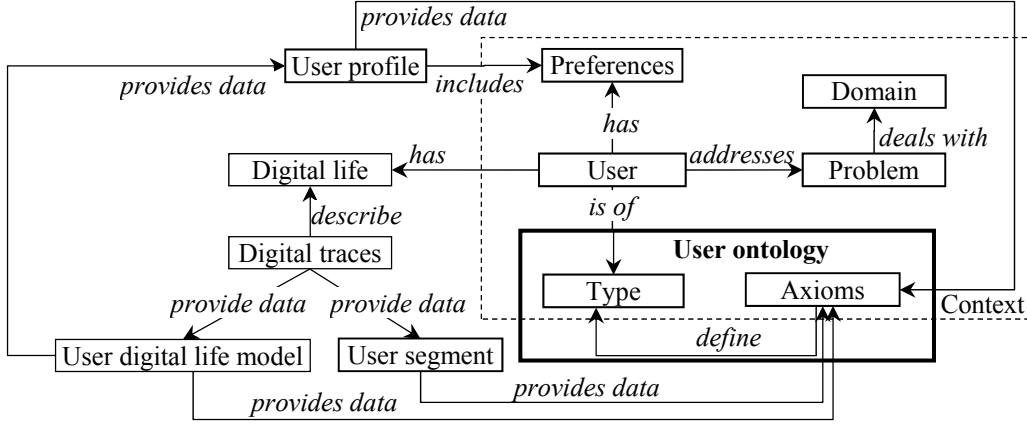 provides data
provides data
User profile
includes
Preferences
Domain
has
deals with
Digital life
has
User
addresses
Problem
describe
is of
Digital traces
User ontology
provide data
provide data
Type
Axioms
Context
define
User digital life model
User segment
provides data
provides data